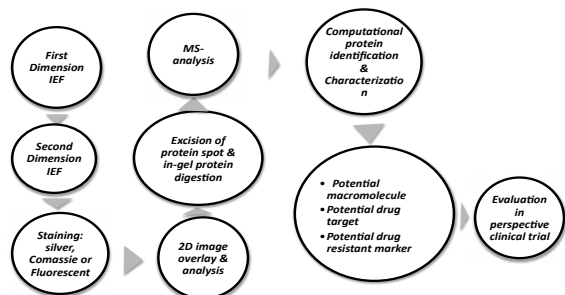 First
Dimension
IEF
Second
Dimension
IEF
Staining:
silver,
Comassie or
Fluorescent
2D image
overlay &
analysis
Excision of
protein spot &
in-gel protein
digestion
MS-
analysis
Computational
protein
identification
&
Characterizatio
n
• Potential
macromolecule
• Potential drug
target
• Potential drug
resistant marker
Evaluation
in
perspective
clinical trial